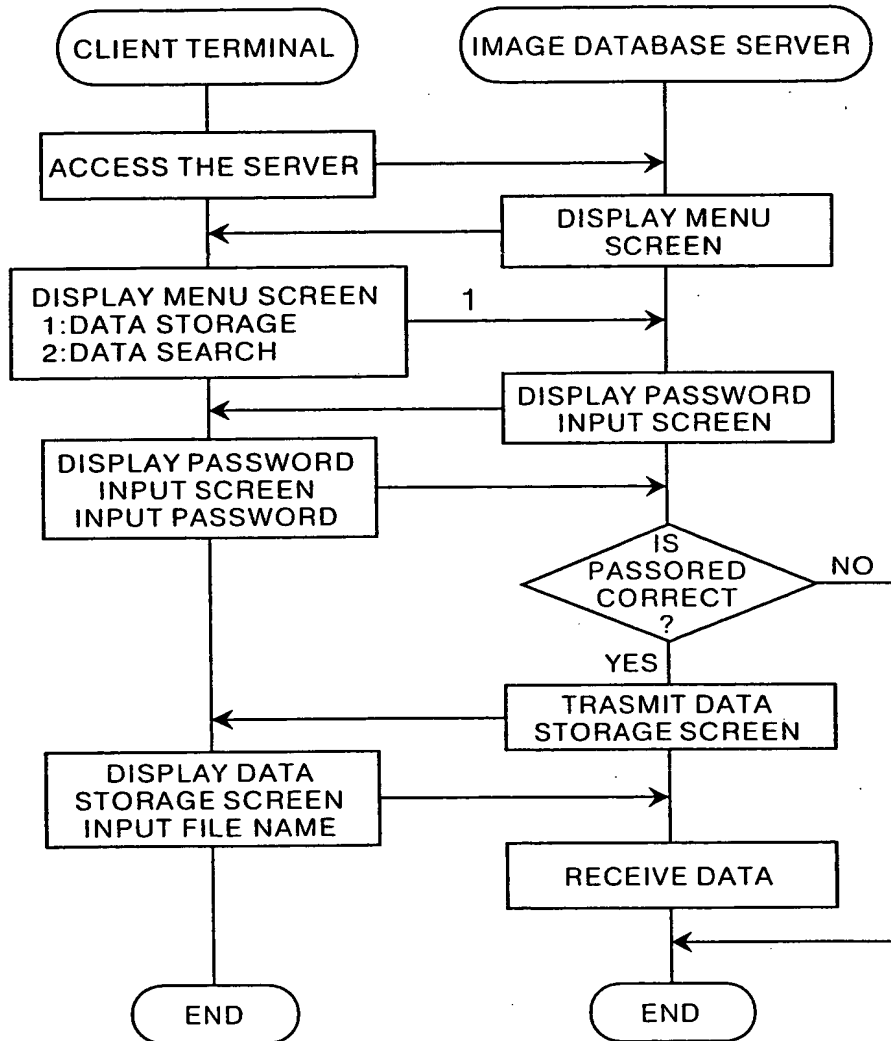 CLIENT TERMINAL
IMAGE DATABASE SERVER
ACCESS THE SERVER
DISPLAY MENU
SCREEN
DISPLAY MENU SCREEN
1:DATA STORAGE
2:DATA SEARCH
1
DISPLAY PASSWORD
INPUT SCREEN
DISPLAY PASSWORD
INPUT SCREEN
INPUT PASSWORD
IS
PASSORED
CORRECT
?
NO
YES
TRASMIT DATA
STORAGE SCREEN
DISPLAY DATA
STORAGE SCREEN
INPUT FILE NAME
RECEIVE DATA
END
END